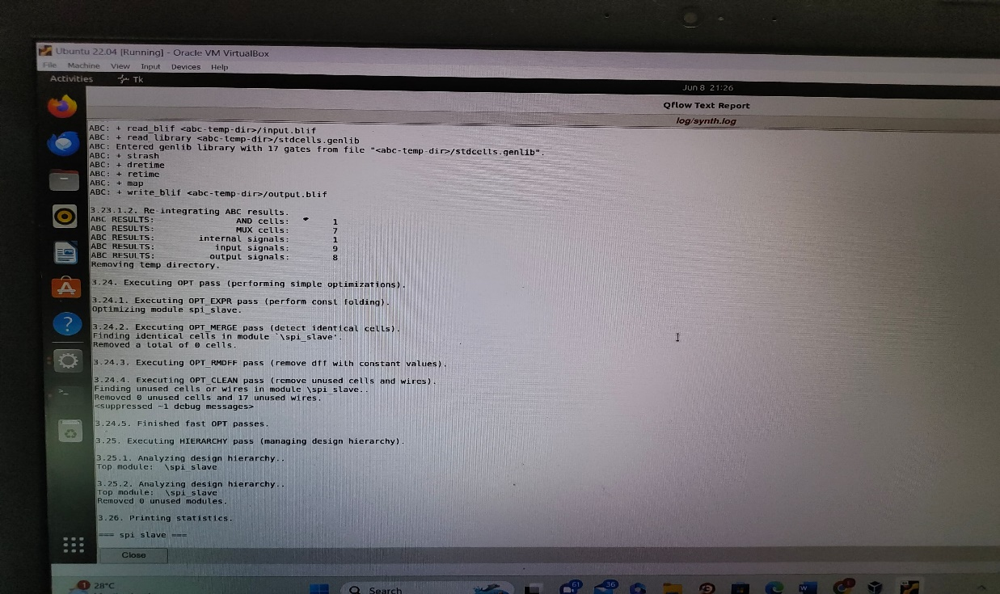 Ubuntu 22.04 [Running] - Oracle VM VirtualBox
File Machine View Input Devices Help
Activities Tk Jun 8 21:26
Qflow Text Report
log/synth.log
ABC: + read_blif <abc-temp-dir>/input.blif
ABC: + read_library <abc-temp-dir>/stdcells.genlib
ABC: Entered genlib library with 17 gates from file "<abc-temp-dir>/stdcells.genlib".
ABC: + strash
ABC: + dretime
ABC: + retime
ABC: + map
ABC: + write_blif <abc-temp-dir>/output.blif
3.23.1.2. Re-integrating ABC results.
ABC RESULTS: AND cells: 1
ABC RESULTS: MUX cells: 7
ABC RESULTS: internal signals: 1
ABC RESULTS: input signals: 9
ABC RESULTS: output signals: 8
Removing temp directory.
3.24. Executing OPT pass (performing simple optimizations).
3.24.1. Executing OPT_EXPR pass (perform const folding).
Optimizing module spi_slave.
3.24.2. Executing OPT_MERGE pass (detect identical cells).
Finding identical cells in module `\spi_slave'.
Removed a total of 0 cells.
3.24.3. Executing OPT_RMDFF pass (remove dff with constant values).
3.24.4. Executing OPT_CLEAN pass (remove unused cells and wires).
Finding unused cells or wires in module \spi_slave..
Removed 0 unused cells and 17 unused wires.
<suppressed ~1 debug messages>
3.24.5. Finished fast OPT passes.
3.25. Executing HIERARCHY pass (managing design hierarchy).
3.25.1. Analyzing design hierarchy..
Top module: \spi_slave
3.25.2. Analyzing design hierarchy..
Top module: \spi_slave
Removed 0 unused modules.
3.26. Printing statistics.
=== spi_slave ===
Close
1 28°C Search 61 36